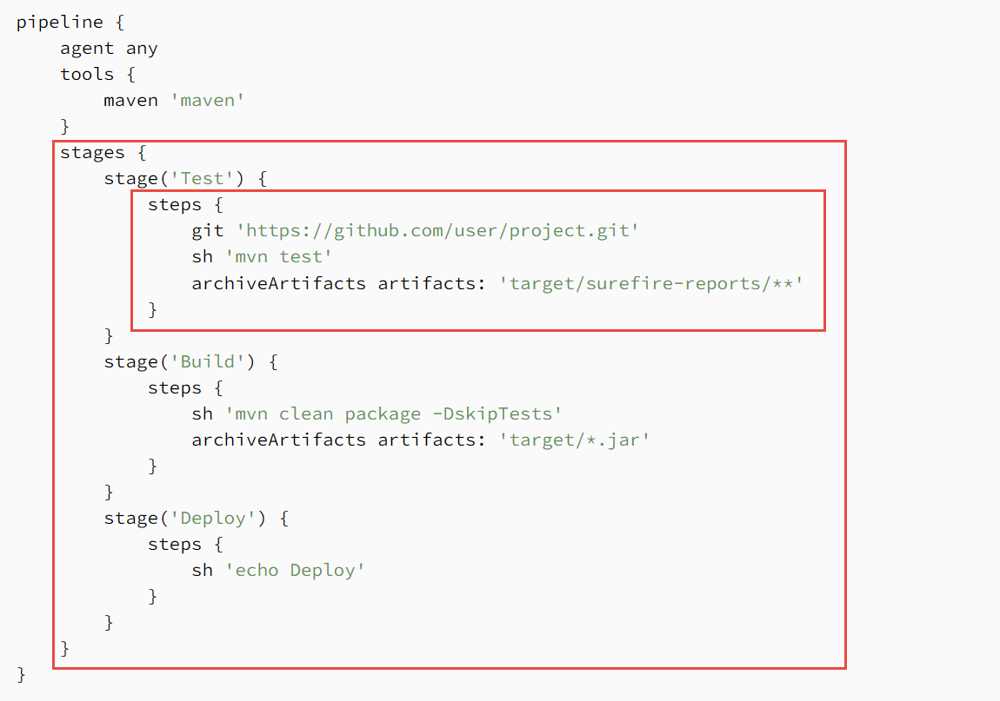 pipeline {
    agent any
    tools {
        maven 'maven'
    }
    stages {
        stage('Test') {
            steps {
                git 'https://github.com/user/project.git'
                sh 'mvn test'
                archiveArtifacts artifacts: 'target/surefire-reports/**'
            }
        }
        stage('Build') {
            steps {
                sh 'mvn clean package -DskipTests'
                archiveArtifacts artifacts: 'target/*.jar'
            }
        }
        stage('Deploy') {
            steps {
                sh 'echo Deploy'
            }
        }
    }
}